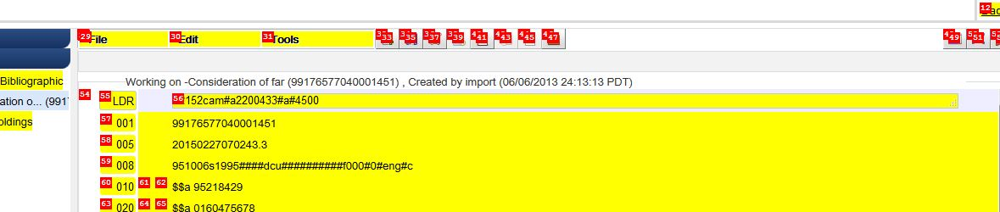 12
29 File 30 Edit 31 Tools 33 35 37 39 41 43 45 47 49 51
Bibliographic
Working on -Consideration of far (99176577040001451) , Created by import (06/06/2013 24:13:13 PDT)
ation o... (991
54 55 LDR 56 152cam#a2200433#a#4500
oldings
57 001 99176577040001451
58 005 20150227070243.3
59 008 951006s1995####dcu##########f000#0#eng#c
60 010 61 62 $$a 95218429
63 020 64 65 $$a 0160475678